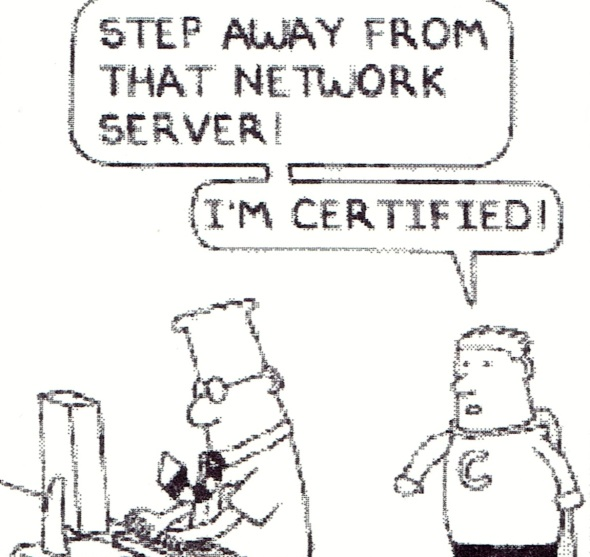 STEP AWAY FROM
THAT NETWORK
SERVER!
I'M CERTIFIED!
C